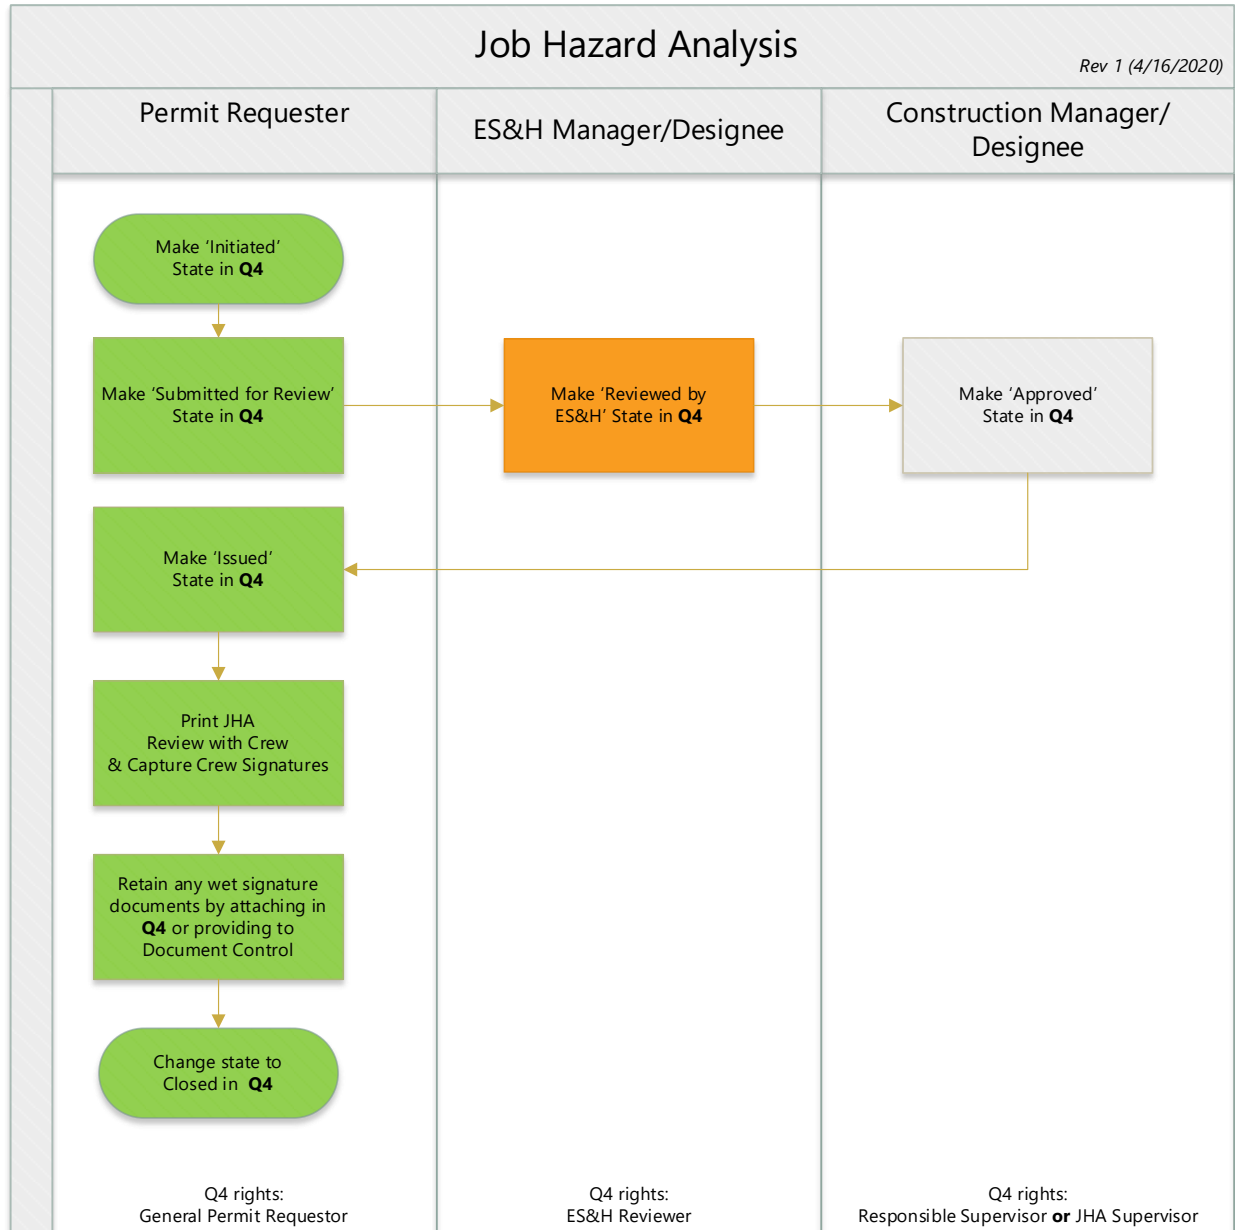 Job Hazard Analysis
Rev 1 (4/16/2020)
Permit Requester
ES&H Manager/Designee
Construction Manager/
Designee
Make ‘Initiated’
State in Q4
Make ‘Submitted for Review’
State in Q4
Make ‘Reviewed by
ES&H’ State in Q4
Make ‘Approved’
State in Q4
Make ‘Issued’
State in Q4
Print JHA
Review with Crew
& Capture Crew Signatures
Retain any wet signature
documents by attaching in
Q4 or providing to
Document Control
Change state to
Closed in Q4
Q4 rights:
General Permit Requestor
Q4 rights:
ES&H Reviewer
Q4 rights:
Responsible Supervisor or JHA Supervisor